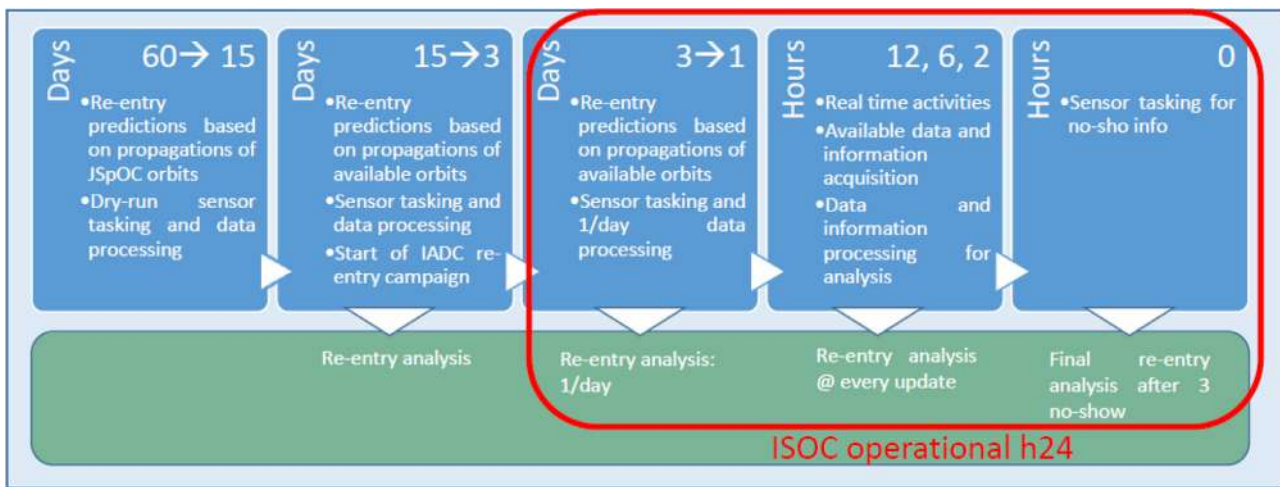 Days
60→ 15
•Re-entry
predictions based
on propagations of
JSpOC orbits
•Dry-run sensor
tasking and data
processing
Days
15→3
•Re-entry
predictions based
on propagations of
available orbits
•Sensor tasking and
data processing
•Start of IADC re-
entry campaign
Days
3→1
•Re-entry
predictions based
on propagations of
available orbits
•Sensor tasking and
1/day data
processing
Hours
12, 6, 2
•Real time activities
•Available data and
information
acquisition
•Data and
information
processing for
analysis
Hours
0
•Sensor tasking for
no-sho info
Re-entry analysis
Re-entry analysis:
1/day
Re-entry analysis
@ every update
Final re-entry
analysis after 3
no-show
ISOC operational h24